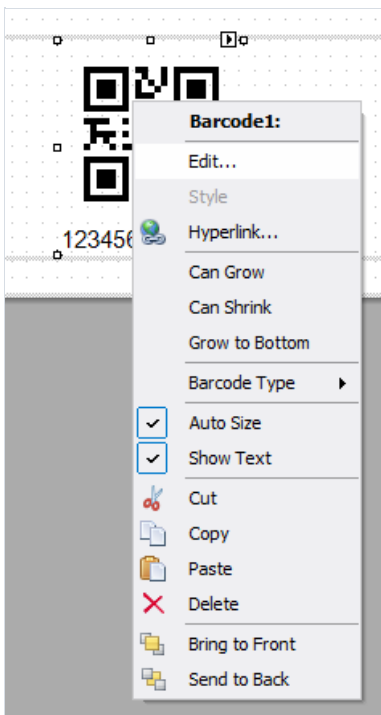 Barcode1:
Edit...
Style
Hyperlink...
123456
Can Grow
Can Shrink
Grow to Bottom
Barcode Type
Auto Size
Show Text
Cut
Copy
Paste
Delete
Bring to Front
Send to Back